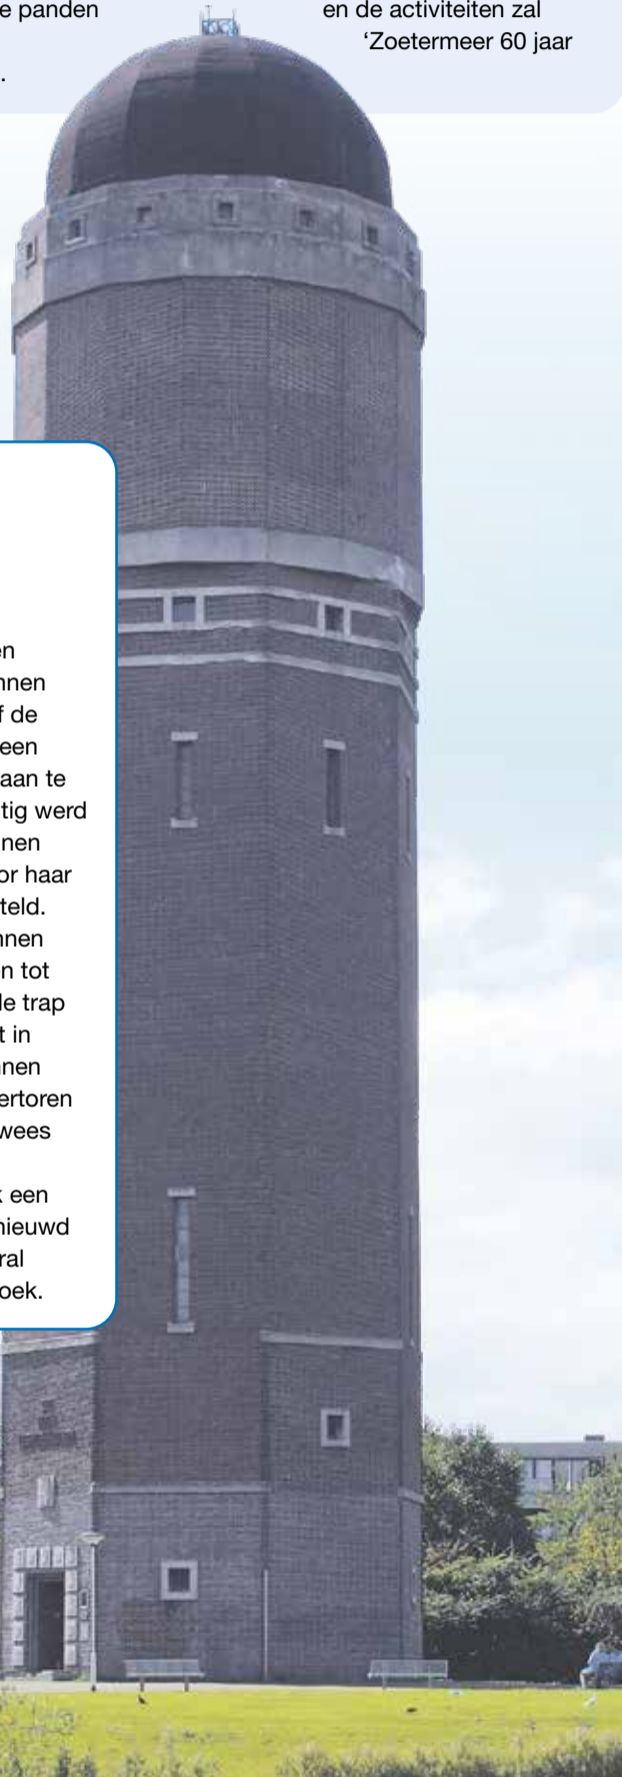 e panden
.
en de activiteiten zal
‘Zoetermeer 60 jaar
en
nnen
f de
een
aan te
tig werd
nen
or haar
teld.
nnen
n tot
le trap
t in
nnen
ertoren
wees
k een
nieuwd
ral
oek.